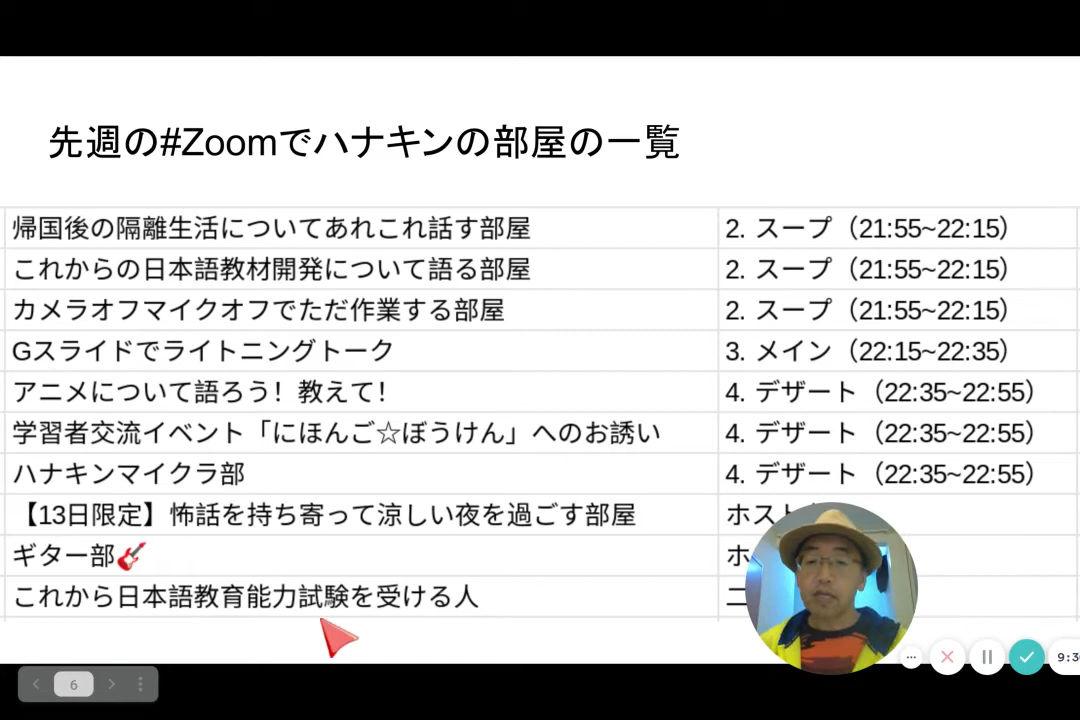 先週の#Zoomでハナキンの部屋の一覧
帰国後の隔離生活についてあれこれ話す部屋 2. スープ（21:55~22:15）
これからの日本語教材開発について語る部屋 2. スープ（21:55~22:15）
カメラオフマイクオフでただ作業する部屋 2. スープ（21:55~22:15）
Gスライドでライトニングトーク 3. メイン（22:15~22:35）
アニメについて語ろう！教えて！ 4. デザート（22:35~22:55）
学習者交流イベント「にほんご☆ぼうけん」へのお誘い 4. デザート（22:35~22:55）
ハナキンマイクラ部 4. デザート（22:35~22:55）
【13日限定】怖話を持ち寄って涼しい夜を過ごす部屋 ホスト
ギター部🎸 ホ
これから日本語教育能力試験を受ける人 二
6